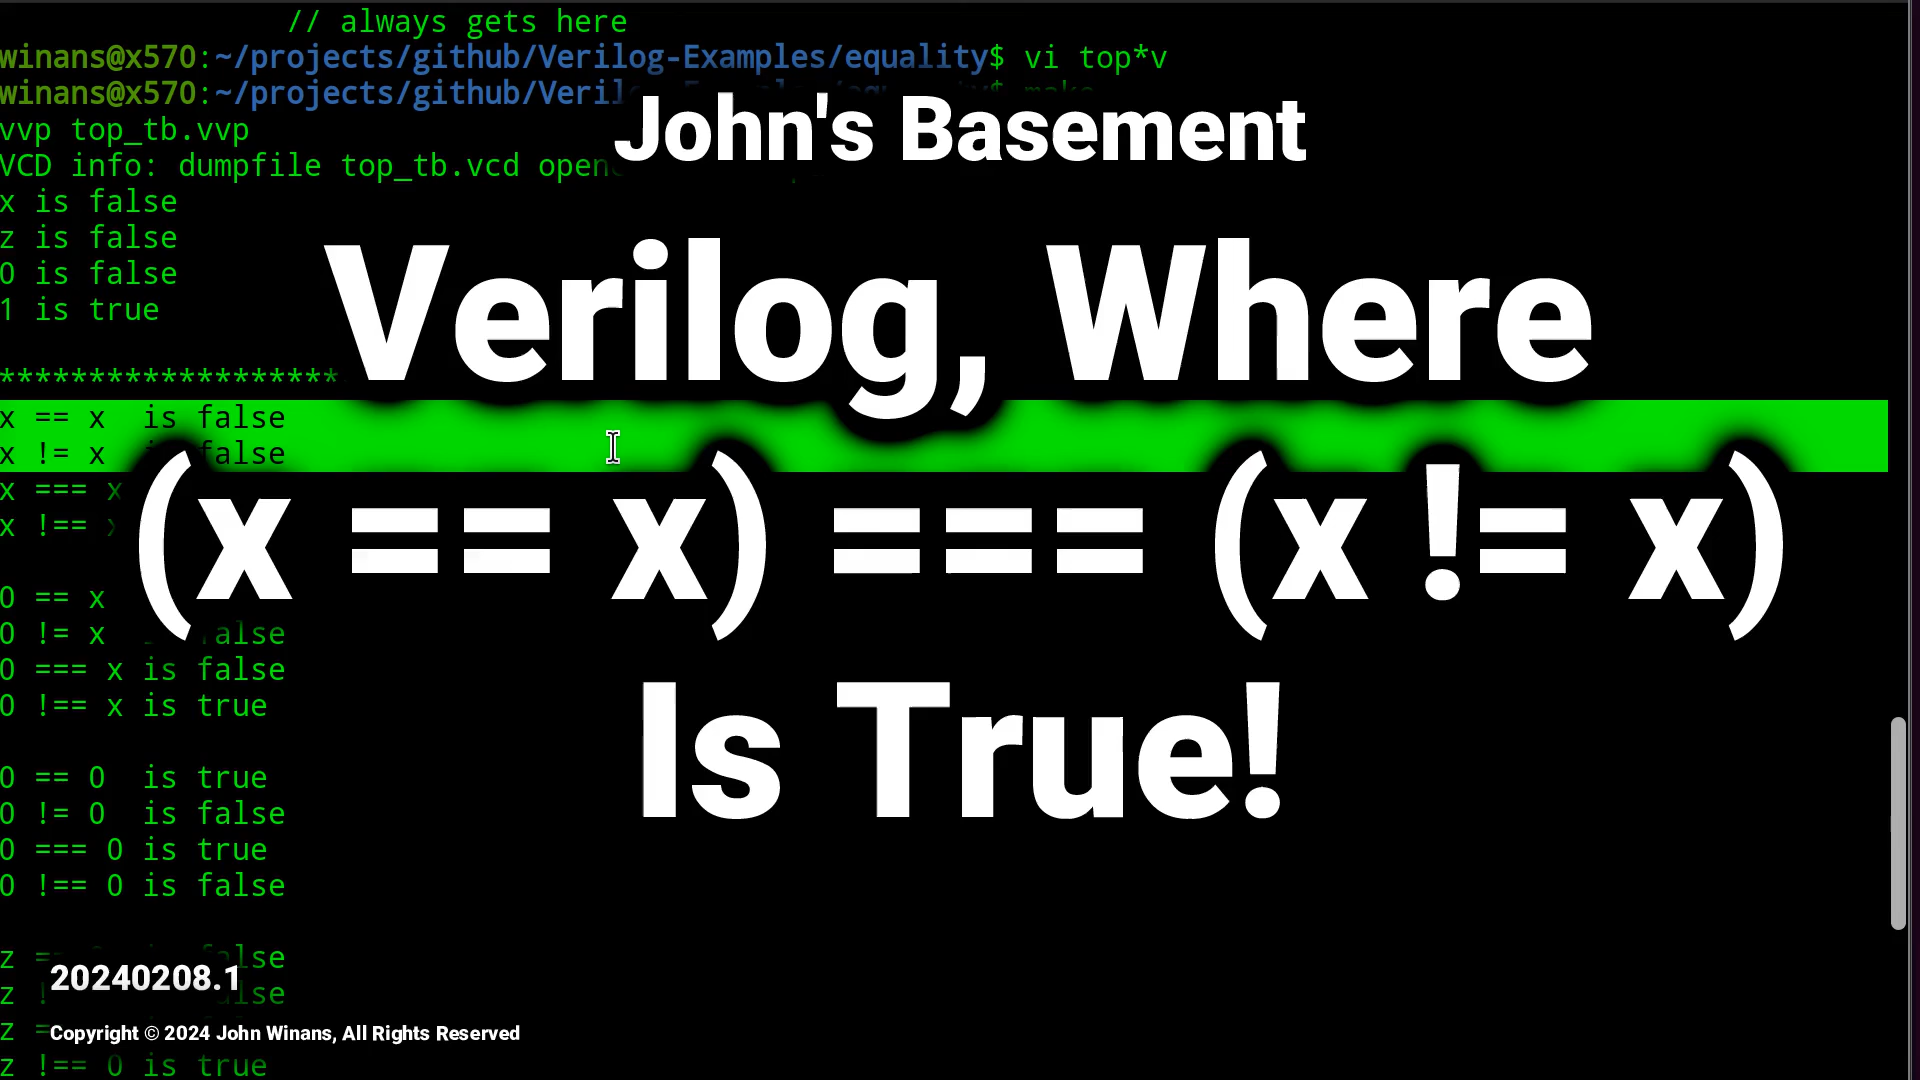 // always gets here
winans@x570:~/projects/github/Verilog-Examples/equality$ vi top*v
winans@x570:~/projects/github/Veril
John's Basement
vvp top_tb.vvp
VCD info: dumpfile top_tb.vcd open
x is false
z is false
0 is false
1 is true
Verilog, Where
*******************
x == x is false
x != x false
x === x
x !==
(x == x) === (x != x)
0 == x
0 != x false
0 === x is false
0 !== x is true
Is True!
0 == 0 is true
0 != 0 is false
0 === 0 is true
0 !== 0 is false
z
20240208.1
z
z
Copyright © 2024 John Winans, All Rights Reserved
z !== 0 is true